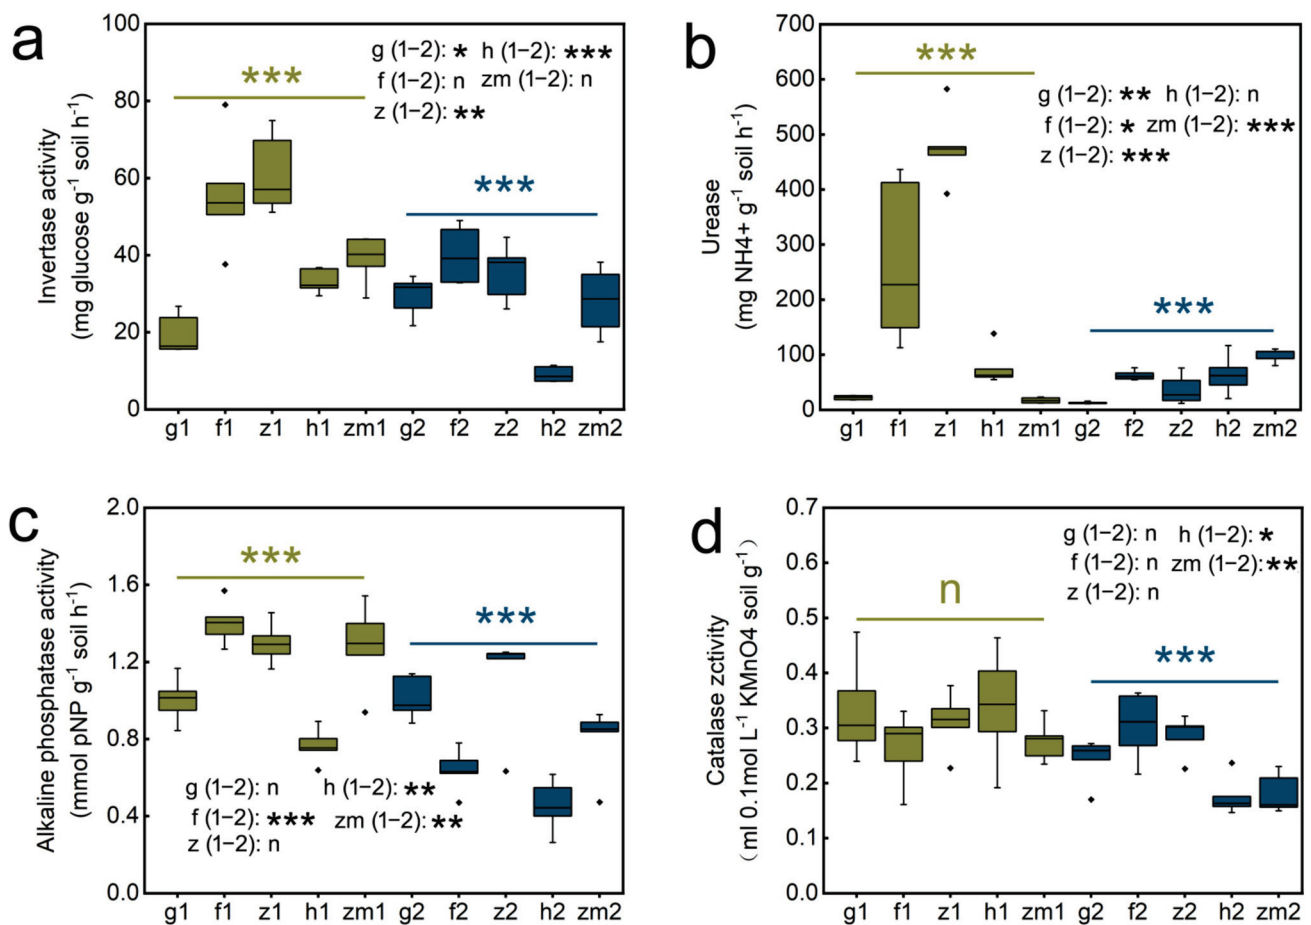 a
Invertase activity
(mg glucose g⁻¹ soil h⁻¹)
100
80
60
40
20
0
g (1−2): * h (1−2): ***
f (1−2): n zm (1−2): n
z (1−2): **
***
***
g1 f1 z1 h1 zm1 g2 f2 z2 h2 zm2
b
Urease
(mg NH4+ g⁻¹ soil h⁻¹)
700
600
500
400
300
200
100
0
***
g (1−2): ** h (1−2): n
f (1−2): * zm (1−2): ***
z (1−2): ***
***
g1 f1 z1 h1 zm1 g2 f2 z2 h2 zm2
c
Alkaline phosphatase activity
(mmol pNP g⁻¹ soil h⁻¹)
2.0
1.6
1.2
0.8
0.4
0.0
***
***
g (1−2): n h (1−2): **
f (1−2): *** zm (1−2): **
z (1−2): n
g1 f1 z1 h1 zm1 g2 f2 z2 h2 zm2
d
Catalase zctivity
（ml 0.1mol L⁻¹ KMnO4 soil g⁻¹)
0.7
0.6
0.5
0.4
0.3
0.2
0.1
0.0
g (1−2): n h (1−2): *
f (1−2): n zm (1−2): **
z (1−2): n
n
***
g1 f1 z1 h1 zm1 g2 f2 z2 h2 zm2